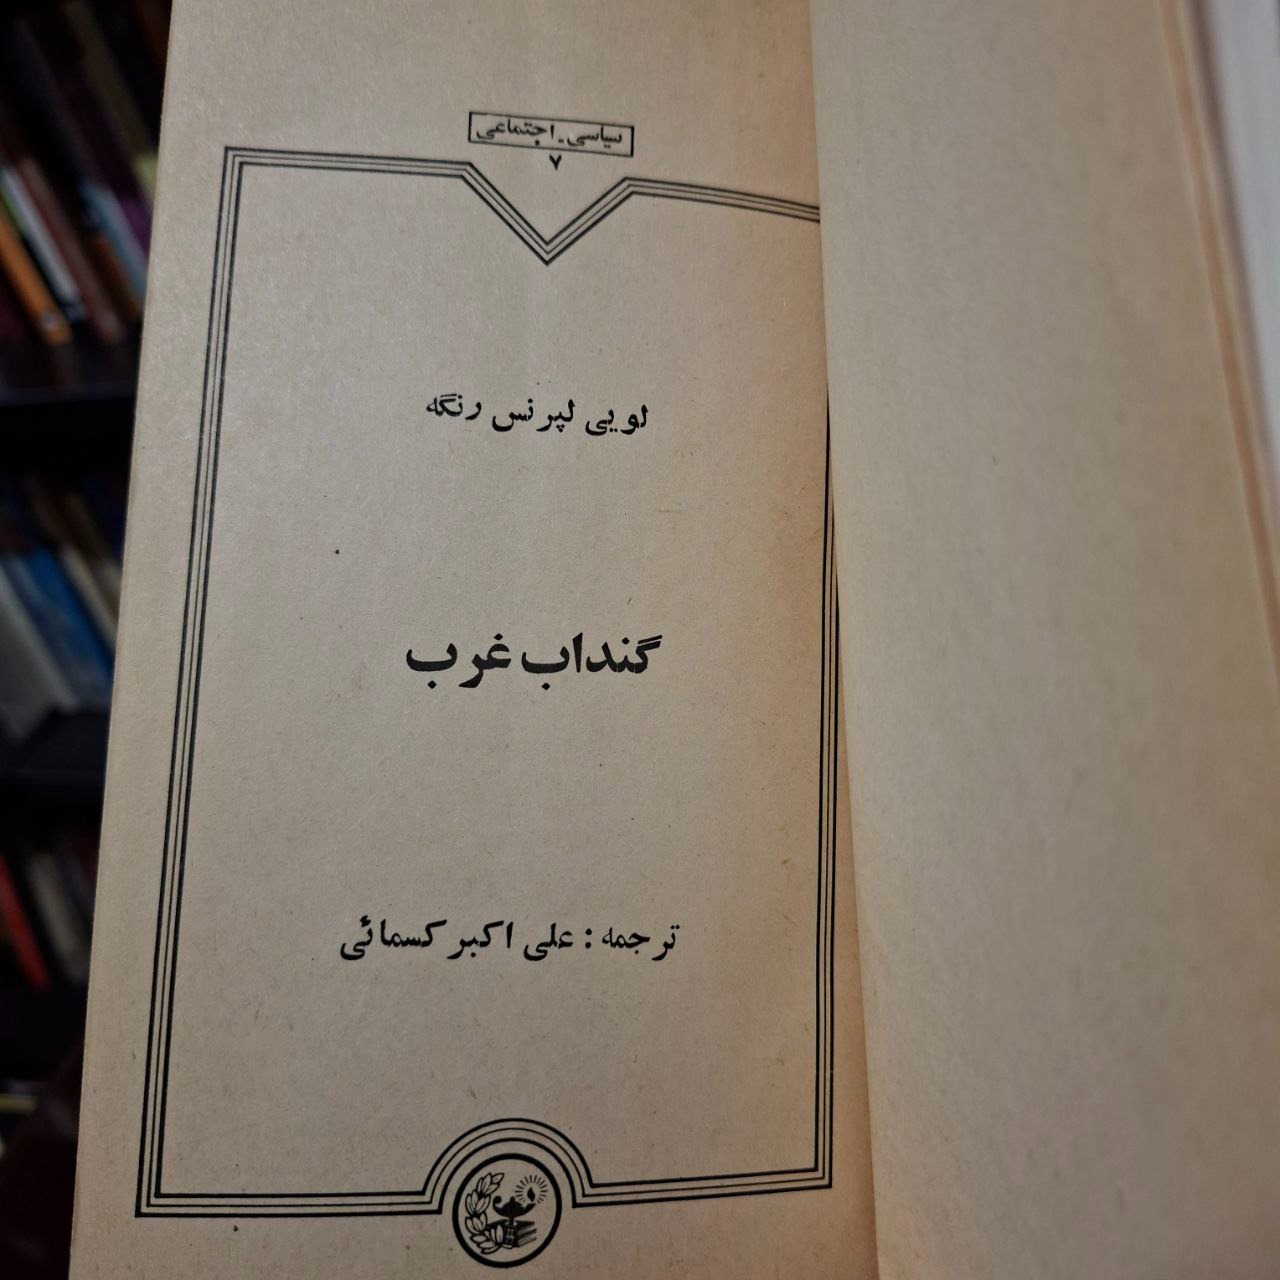 سیاسی - اجتماعی
۷
لویی لپرنس رنگه
گنداب غرب
ترجمه : علی اکبر کسمائی